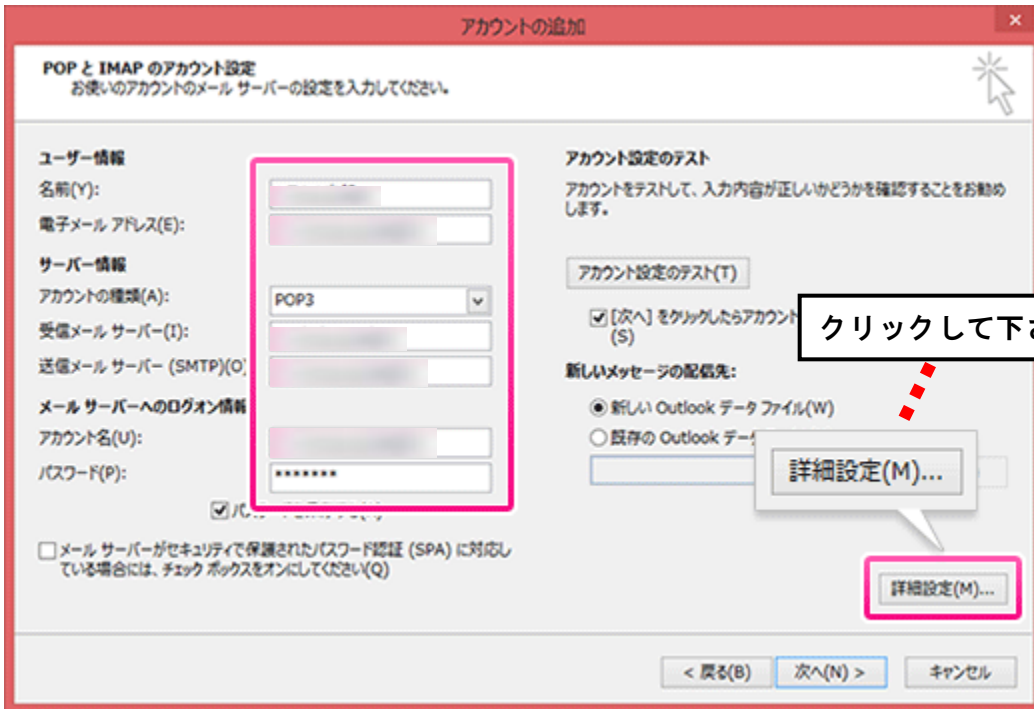 アカウントの追加
POP と IMAP のアカウント設定
お使いのアカウントのメール サーバーの設定を入力してください。
ユーザー情報
名前(Y):
電子メール アドレス(E):
サーバー情報
アカウントの種類(A):
POP3
受信メール サーバー(I):
送信メール サーバー (SMTP)(O)
メール サーバーへのログオン情報
アカウント名(U):
パスワード(P):
*******
メール サーバーがセキュリティで保護されたパスワード認証 (SPA) に対応し
ている場合には、チェック ボックスをオンにしてください(Q)
アカウント設定のテスト
アカウントをテストして、入力内容が正しいかどうかを確認することをお勧め
します。
アカウント設定のテスト(T)
[次へ] をクリックしたらアカウント
(S)
クリックして下
新しいメッセージの配信先:
新しい Outlook データ ファイル(W)
既存の Outlook データ
詳細設定(M)...
詳細設定(M)...
< 戻る(B)
次へ(N) >
キャンセル